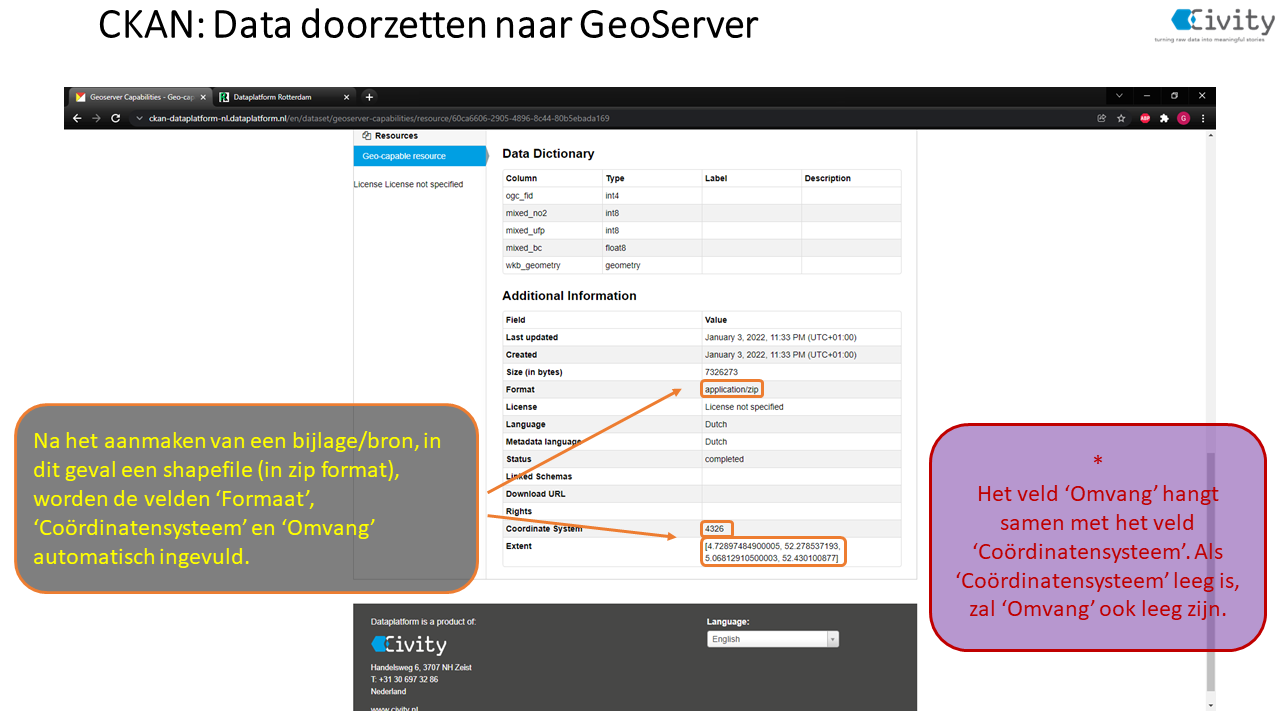 CKAN: Data doorzetten naar GeoServer
Civity
turning raw data into meaningful stories
Geoserver Capabilities - Geo-cap
Dataplatform Rotterdam
ckan-dataplatform-nl.dataplatform.nl/en/dataset/geoserver-capabilities/resource/60ca6606-2905-4896-8c44-80b5ebada169
ABP
G
Resources
Geo-capable resource
License License not specified
Data Dictionary
Column Type Label Description
ogc_fid int4
mixed_no2 int8
mixed_ufp int8
mixed_bc float8
wkb_geometry geometry
Additional Information
Field Value
Last updated January 3, 2022, 11:33 PM (UTC+01:00)
Created January 3, 2022, 11:33 PM (UTC+01:00)
Size (in bytes) 7326273
Format application/zip
License License not specified
Language Dutch
Metadata language Dutch
Status completed
Linked Schemas
Download URL
Rights
Coordinate System 4326
Extent [4.72897484900005, 52.278537193,
5.06812910500003, 52.430100877]
Na het aanmaken van een bijlage/bron, in
dit geval een shapefile (in zip format),
worden de velden ‘Formaat’,
‘Coördinatensysteem’ en ‘Omvang’
automatisch ingevuld.
*
Het veld ‘Omvang’ hangt
samen met het veld
‘Coördinatensysteem’. Als
‘Coördinatensysteem’ leeg is,
zal ‘Omvang’ ook leeg zijn.
Dataplatform is a product of:
Civity
Handelsweg 6, 3707 NH Zeist
T: +31 30 697 32 86
Nederland
www.civity.nl
Language:
English